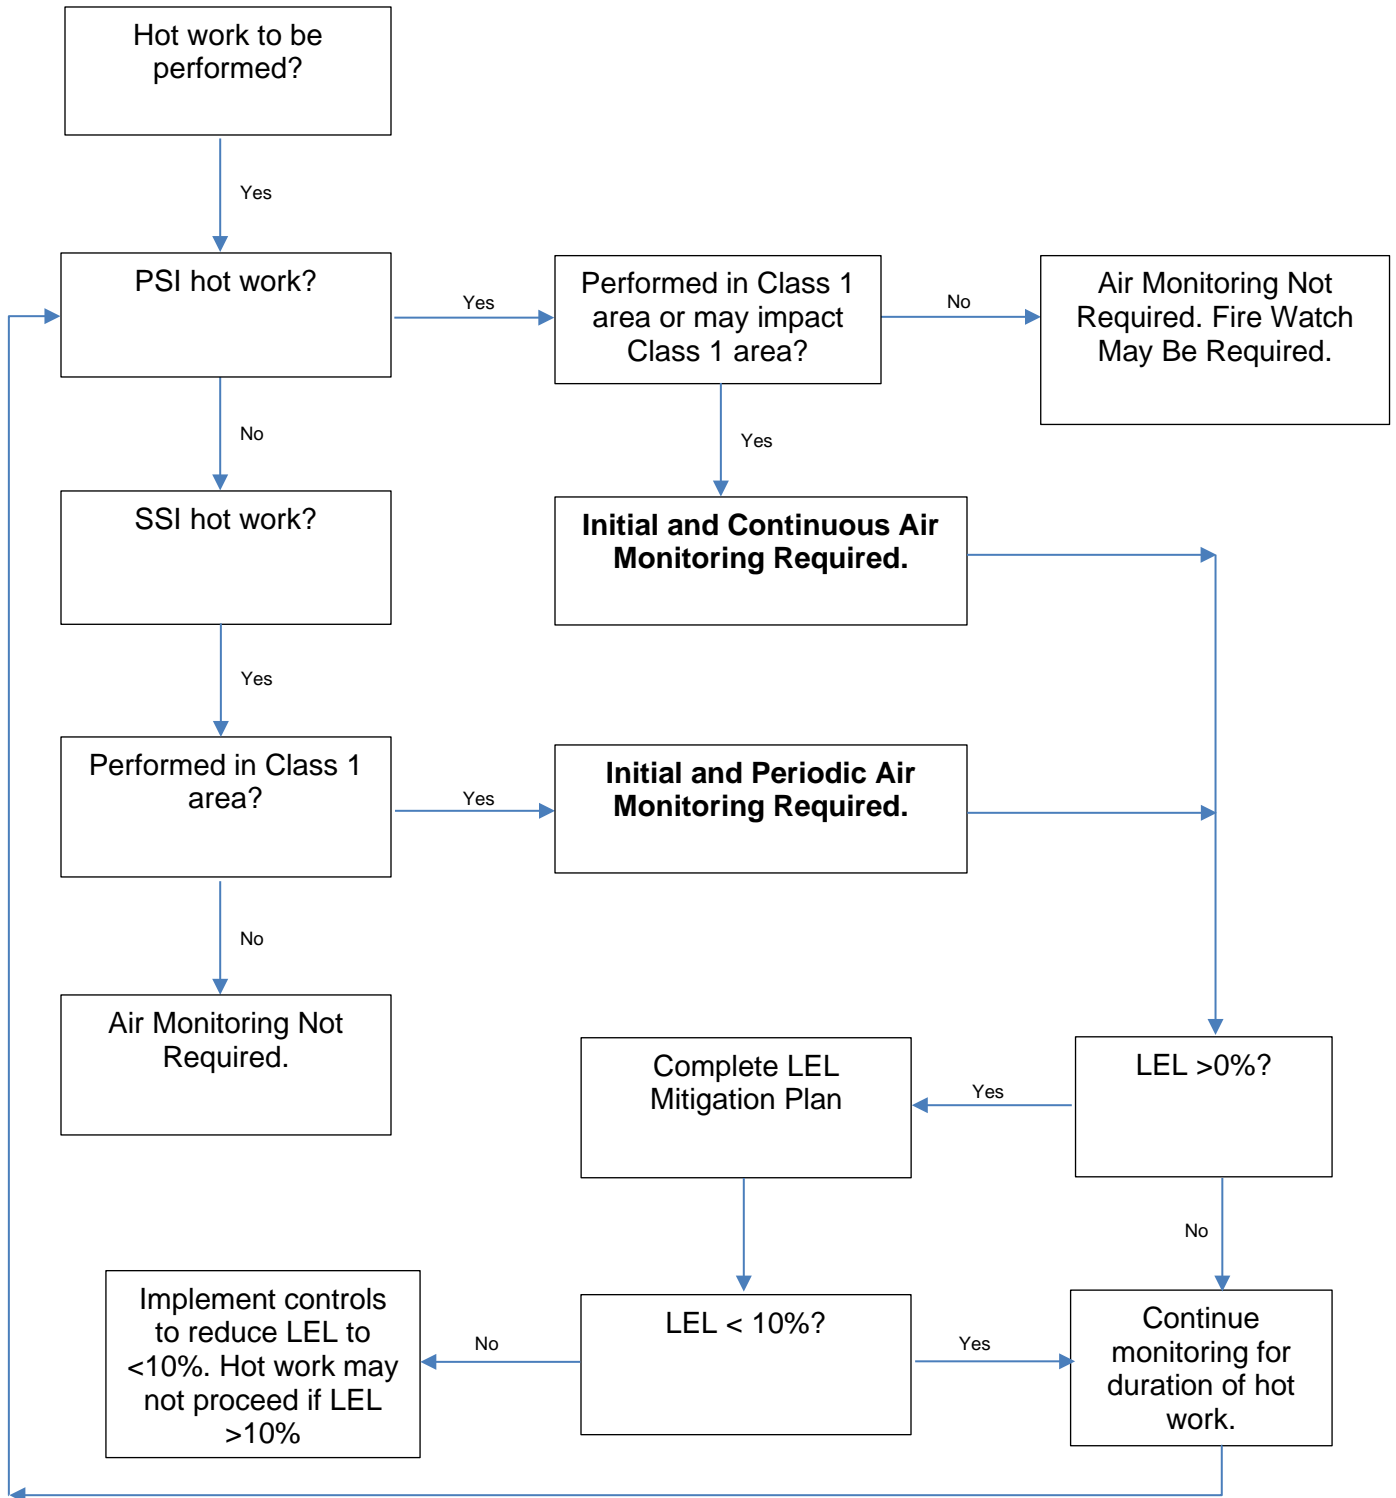 Hot work to be
performed?
Yes
PSI hot work?
Yes
Performed in Class 1
area or may impact
Class 1 area?
No
Air Monitoring Not
Required. Fire Watch
May Be Required.
No
Yes
SSI hot work?
Initial and Continuous Air
Monitoring Required.
Yes
Performed in Class 1
area?
Yes
Initial and Periodic Air
Monitoring Required.
No
Air Monitoring Not
Required.
Complete LEL
Mitigation Plan
Yes
LEL >0%?
No
Implement controls
to reduce LEL to
<10%. Hot work may
not proceed if LEL
>10%
No
LEL < 10%?
Yes
Continue
monitoring for
duration of hot
work.